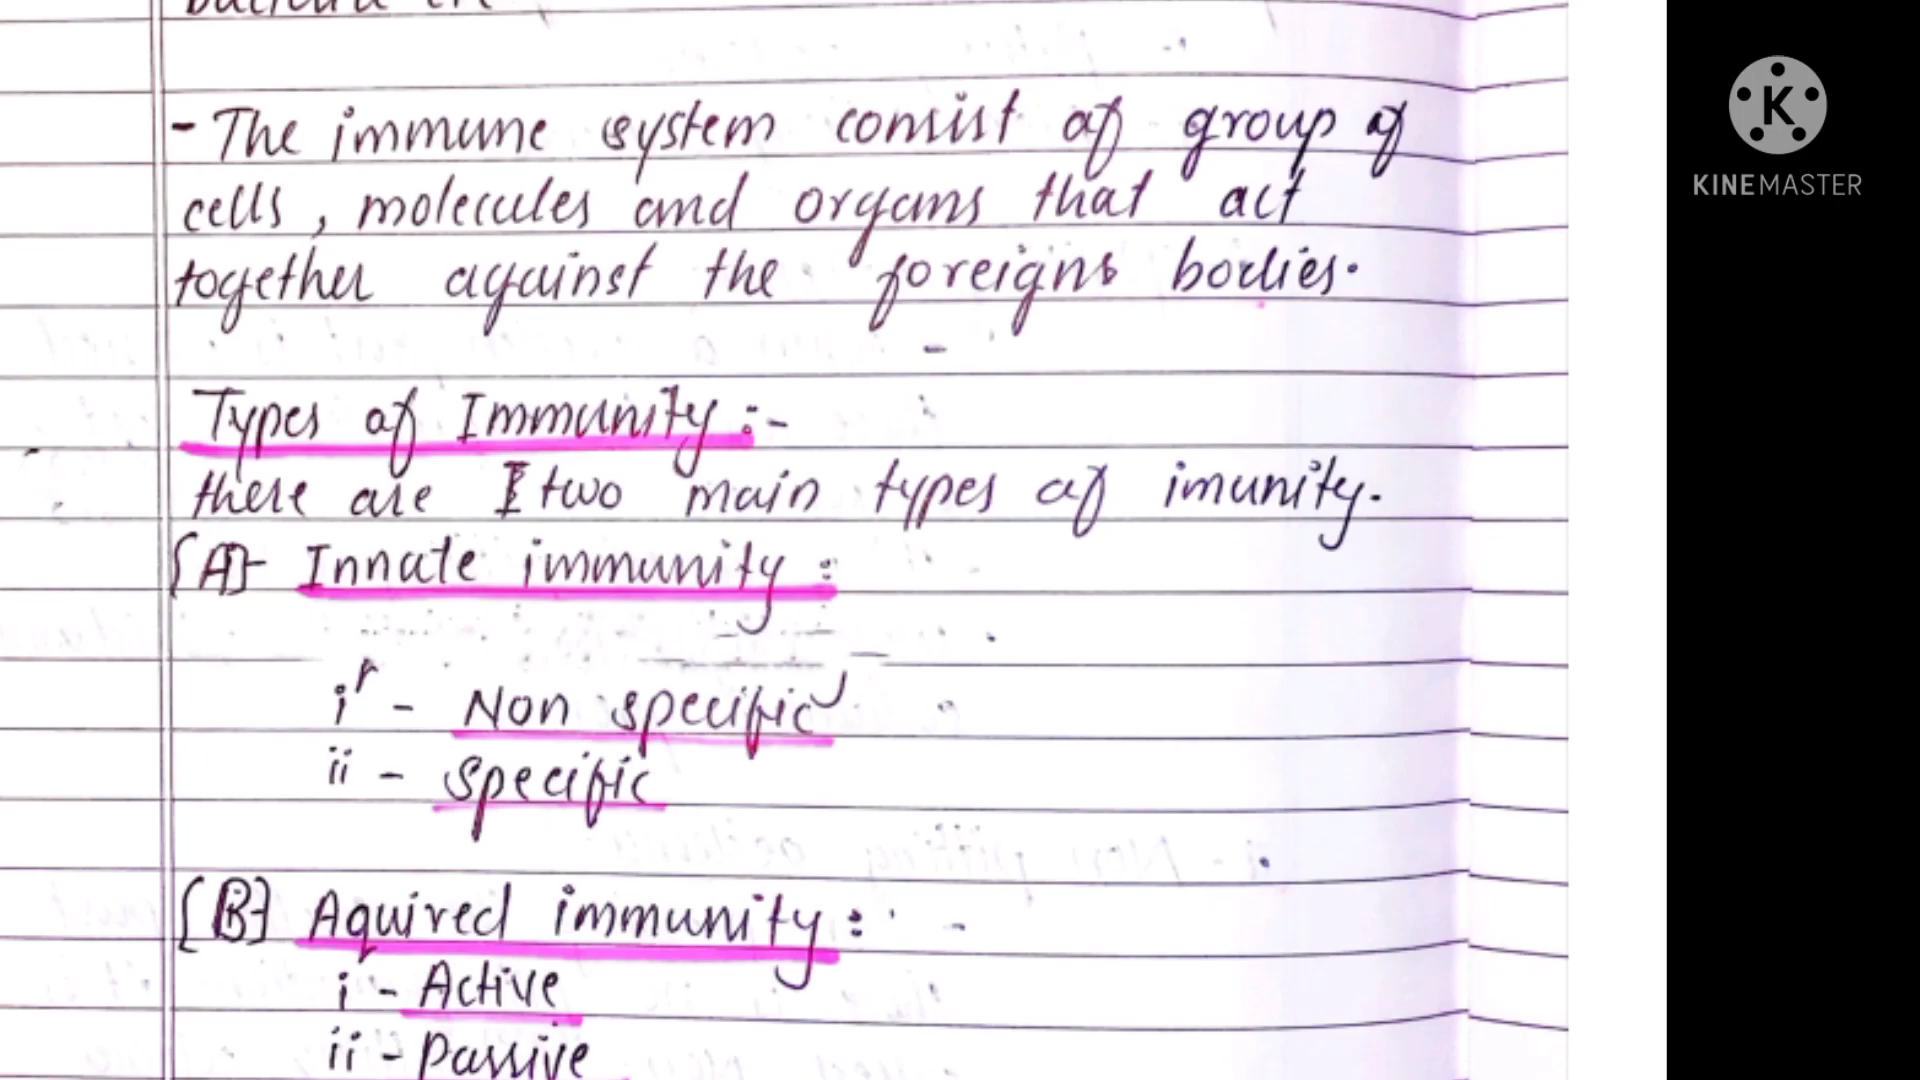 - The immune system consist of group of
cells, molecules and organs that act
together against the foreigns bodies.
Types of Immunity :-
there are two main types of imunity.
[A] Innate immunity :
i - Non specific
ii - specific
[B] Aquired immunity :
i - Active
ii - Passive
KINEMASTER